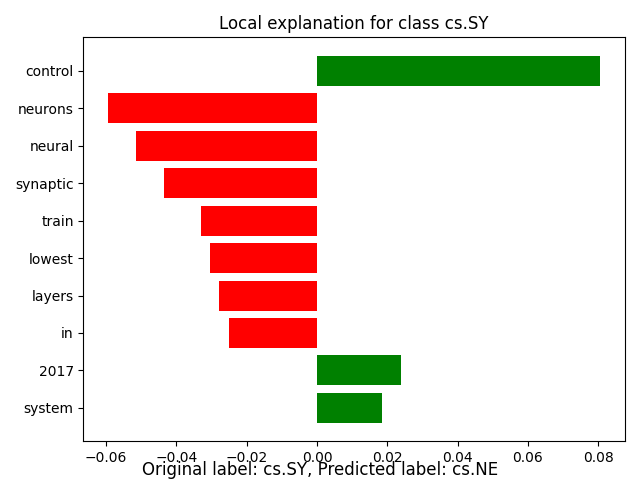 Local explanation for class cs.SY
control
neurons
neural
synaptic
train
lowest
layers
in
2017
system
−0.06 −0.04 −0.02 0.00 0.02 0.04 0.06 0.08
Original label: cs.SY, Predicted label: cs.NE